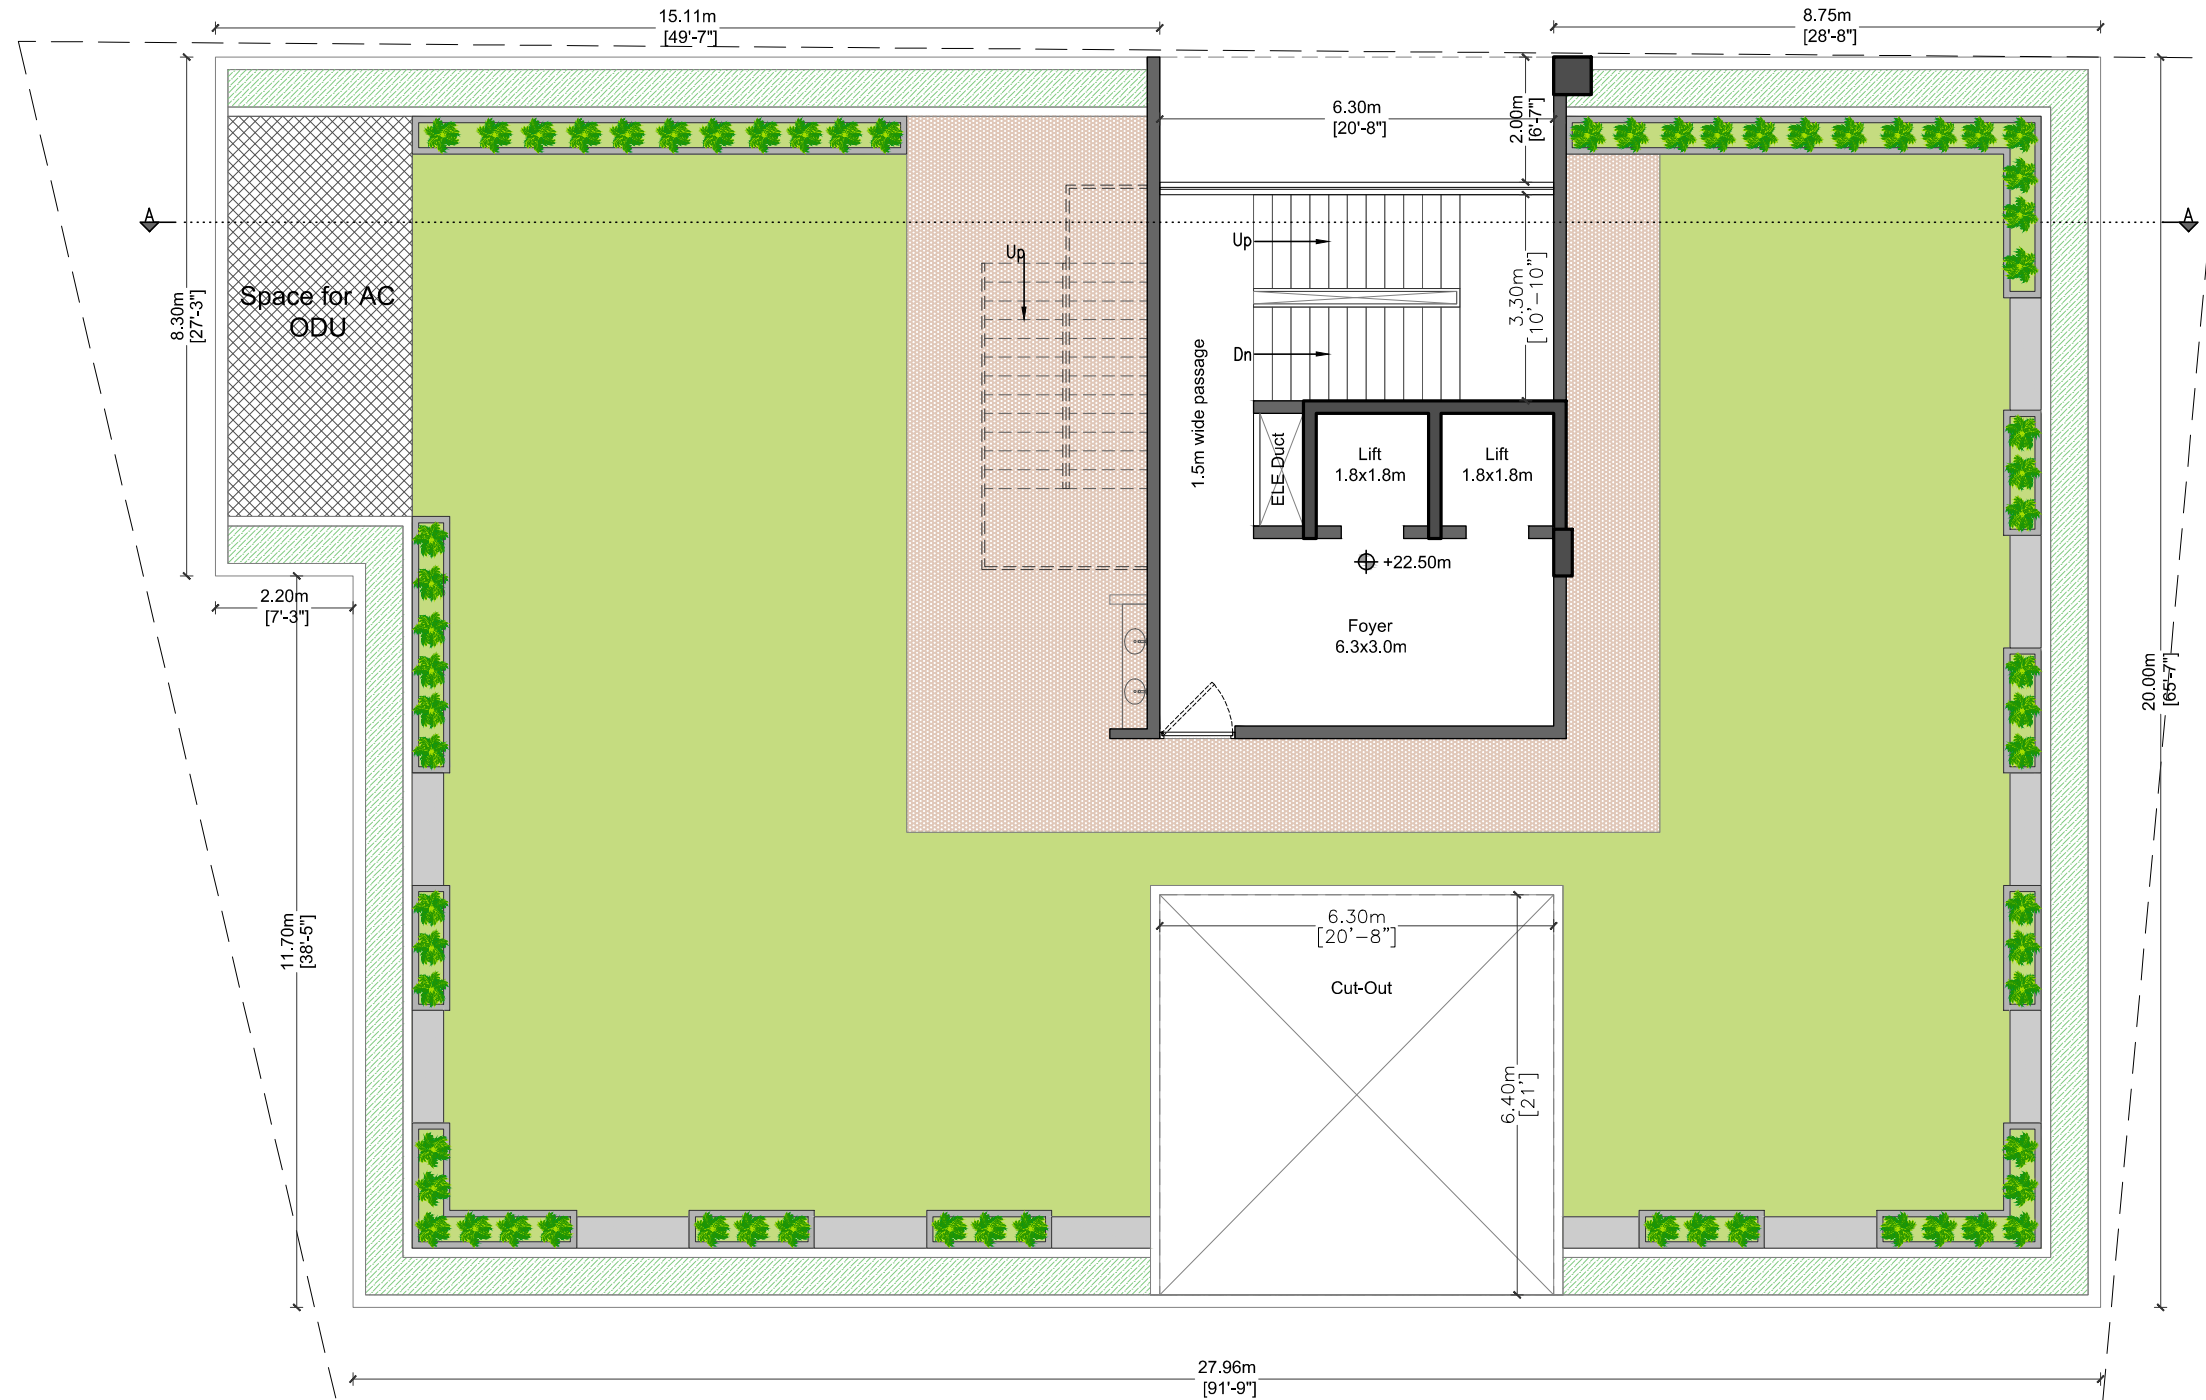 15.11m
[49'-7"]
8.75m
[28'-8"]
6.30m
[20'-8"]
2.00m
[6'-7"]
A
A
Up
Up
Space for AC
ODU
8.30m
[27'-3"]
3.30m
[10'-10"]
Dn
1.5m wide passage
ELE Duct
Lift
1.8x1.8m
Lift
1.8x1.8m
+22.50m
2.20m
[7'-3"]
Foyer
6.3x3.0m
20.00m
[65'-7"]
11.70m
[38'-5"]
6.30m
[20'-8"]
Cut-Out
6.40m
[21']
27.96m
[91'-9"]